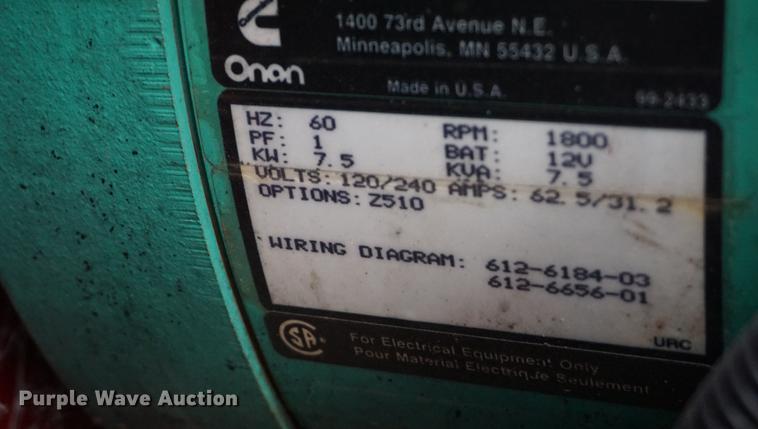 1400 73rd Avenue N.E.
Minneapolis, MN 55432 U.S.A.
Onan
Made in U.S.A.
99-2433
HZ: 60 RPM: 1800
PF: 1 BAT: 12V
KW: 7.5 KVA: 7.5
VOLTS: 120/240 AMPS: 62.5/31.2
OPTIONS: Z510
WIRING DIAGRAM: 612-6184-03
612-6656-01
URC
SA
For Electrical Equipment Only
Pour Material Electrique Seulement
Purple Wave Auction